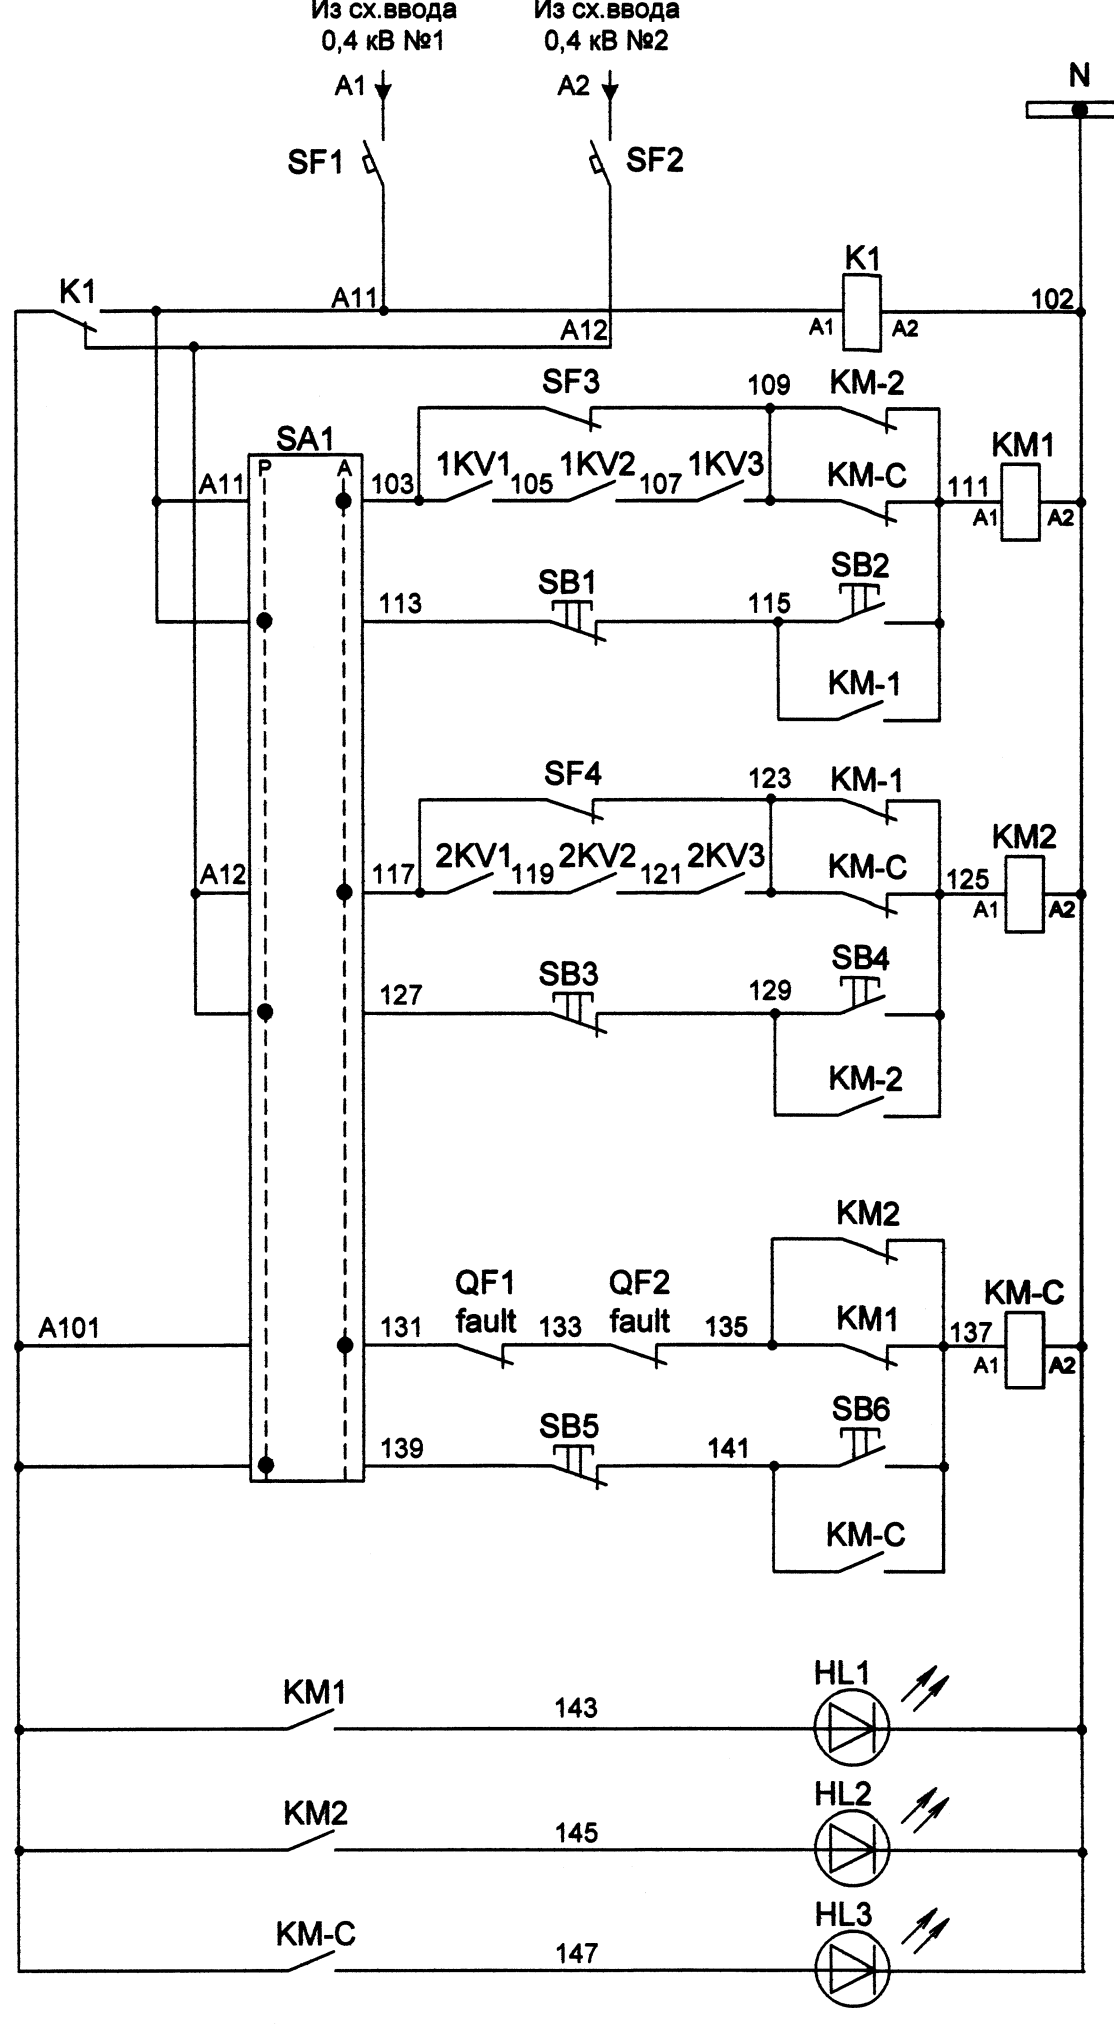 Из сх.ввода
0,4 кВ №1
Из сх.ввода
0,4 кВ №2
A1
A2
N
SF1
SF2
K1
A11
A12
K1
A1
A2
102
SF3
109
KM-2
SA1
P
A
A11
103
1KV1
105
1KV2
107
1KV3
KM-C
111
KM1
A1
A2
113
SB1
115
SB2
KM-1
SF4
123
KM-1
A12
117
2KV1
119
2KV2
121
2KV3
KM-C
125
KM2
A1
A2
127
SB3
129
SB4
KM-2
KM2
A101
131
QF1
fault
133
QF2
fault
135
KM1
137
KM-C
A1
A2
139
SB5
141
SB6
KM-C
KM1
143
HL1
KM2
145
HL2
KM-C
147
HL3